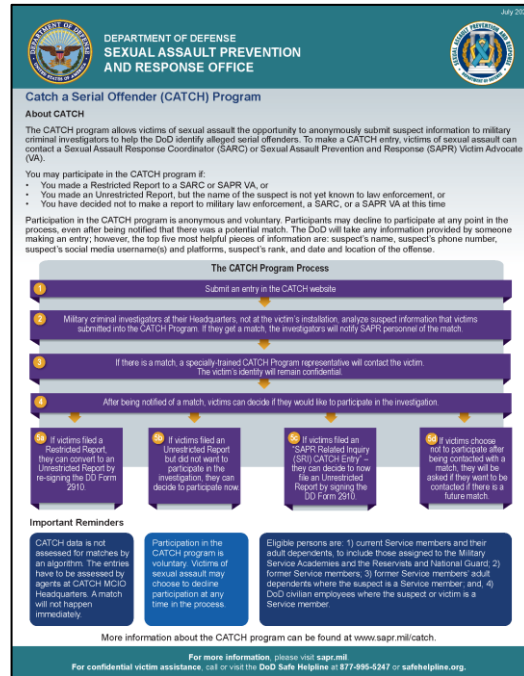 July 202
DEPARTMENT OF DEFENSE
SEXUAL ASSAULT PREVENTION
AND RESPONSE OFFICE
Catch a Serial Offender (CATCH) Program
About CATCH
The CATCH program allows victims of sexual assault the opportunity to anonymously submit suspect information to military
criminal investigators to help the DoD identify alleged serial offenders. To make a CATCH entry, victims of sexual assault can
contact a Sexual Assault Response Coordinator (SARC) or Sexual Assault Prevention and Response (SAPR) Victim Advocate
(VA).
You may participate in the CATCH program if:
• You made a Restricted Report to a SARC or SAPR VA, or
• You made an Unrestricted Report, but the name of the suspect is not yet known to law enforcement, or
• You have decided not to make a report to military law enforcement, a SARC, or a SAPR VA at this time
Participation in the CATCH program is anonymous and voluntary. Participants may decline to participate at any point in the
process, even after being notified that there was a potential match. The DoD will take any information provided by someone
making an entry; however, the top five most helpful pieces of information are: suspect's name, suspect's phone number,
suspect's social media username(s) and platforms, suspect's rank, and date and location of the offense.
The CATCH Program Process
1 Submit an entry in the CATCH website
2 Military criminal investigators at their Headquarters, not at the victim's installation, analyze suspect information that victims
submitted into the CATCH Program. If they get a match, the investigators will notify SAPR personnel of the match.
3 If there is a match, a specially-trained CATCH Program representative will contact the victim.
The victim's identity will remain confidential.
4 After being notified of a match, victims can decide if they would like to participate in the investigation.
5a If victims filed a
Restricted Report,
they can convert to an
Unrestricted Report by
re-signing the DD Form
2910.
5b If victims filed an
Unrestricted Report
but did not want to
participate in the
investigation, they can
decide to participate now.
5c If victims filed an
"SAPR Related Inquiry
(SRI) CATCH Entry" –
they can decide to now
file an Unrestricted
Report by signing the
DD Form 2910.
5d If victims choose
not to participate after
being contacted with a
match, they will be
asked if they want to be
contacted if there is a
future match.
Important Reminders
CATCH data is not
assessed for matches by
an algorithm. The entries
have to be assessed by
agents at CATCH MCIO
Headquarters. A match
will not happen
immediately.
Participation in the
CATCH program is
voluntary. Victims of
sexual assault may
choose to decline
participation at any
time in the process.
Eligible persons are: 1) current Service members and their
adult dependents, to include those assigned to the Military
Service Academies and the Reservists and National Guard; 2)
former Service members; 3) former Service members' adult
dependents where the suspect is a Service member; and, 4)
DoD civilian employees where the suspect or victim is a
Service member.
More information about the CATCH program can be found at www.sapr.mil/catch.
For more information, please visit sapr.mil
For confidential victim assistance, call or visit the DoD Safe Helpline at 877-995-5247 or safehelpline.org.